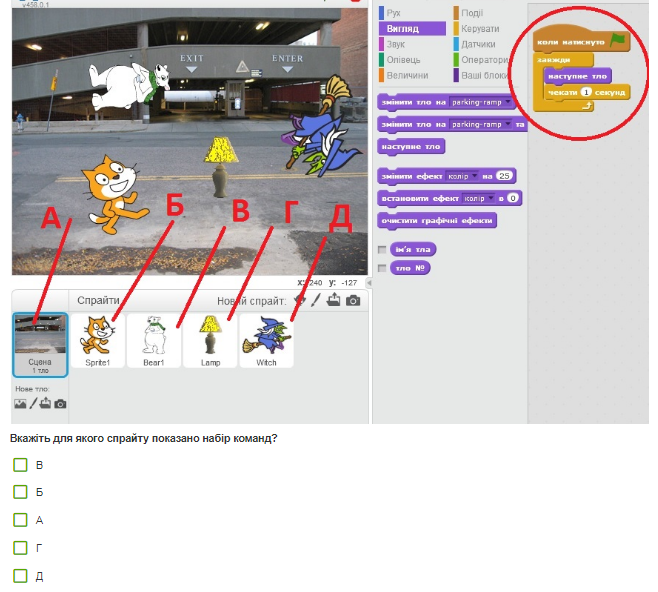 v458.0.1
EXIT
ENTER
А Б В Г Д
x: 240 y: -127
Спрайти
Новий спрайт:
Сцена
1 тло
Sprite1
Bear1
Lamp
Witch
Нове тло:
Рух
Вигляд
Звук
Олівець
Величини
Події
Керувати
Датчики
Оператори
Ваші блоки
змінити тло на parking-ramp
змінити тло на parking-ramp та
наступне тло
змінити ефект колір на 25
встановити ефект колір в 0
очистити графічні ефекти
ім'я тла
тло №
коли натиснуто
завжди
наступне тло
чекати 1 секунд
Вкажіть для якого спрайту показано набір команд?
В
Б
А
Г
Д